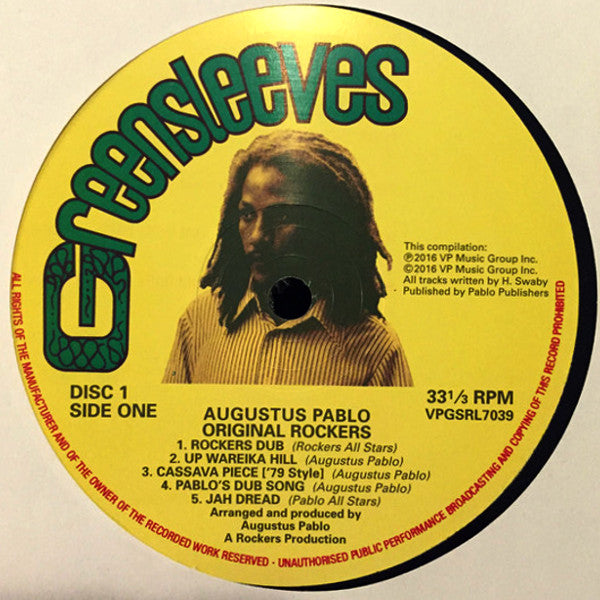 Greensleeves
This compilation:
℗2016 VP Music Group Inc.
©2016 VP Music Group Inc.
All tracks written by H. Swaby
Published by Pablo Publishers
DISC 1
SIDE ONE
33⅓ RPM
VPGSRL7039
AUGUSTUS PABLO
ORIGINAL ROCKERS
1. ROCKERS DUB (Rockers All Stars)
2. UP WAREIKA HILL (Augustus Pablo)
3. CASSAVA PIECE ['79 Style] (Augustus Pablo)
4. PABLO'S DUB SONG (Augustus Pablo)
5. JAH DREAD (Pablo All Stars)
Arranged and produced by
Augustus Pablo
A Rockers Production
ALL RIGHTS OF THE MANUFACTURER AND OF THE OWNER OF THE RECORDED WORK RESERVED - UNAUTHORISED PUBLIC PERFORMANCE BROADCASTING AND COPYING OF THIS RECORD PROHIBITED